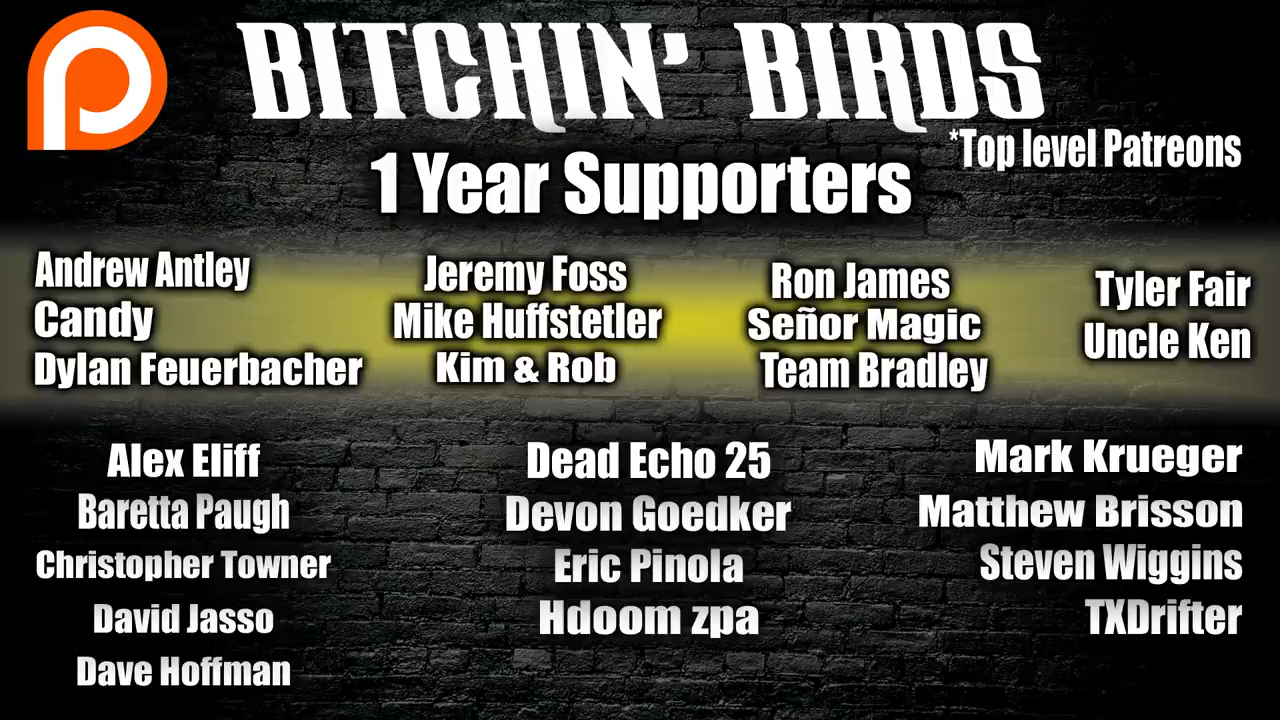 BITCHIN' BIRDS
*Top level Patreons
1 Year Supporters
Andrew Antley
Candy
Dylan Feuerbacher
Jeremy Foss
Mike Huffstetler
Kim & Rob
Ron James
Señor Magic
Team Bradley
Tyler Fair
Uncle Ken
Alex Eliff
Baretta Paugh
Christopher Towner
David Jasso
Dave Hoffman
Dead Echo 25
Devon Goedker
Eric Pinola
Hdoom zpa
Mark Krueger
Matthew Brisson
Steven Wiggins
TXDrifter